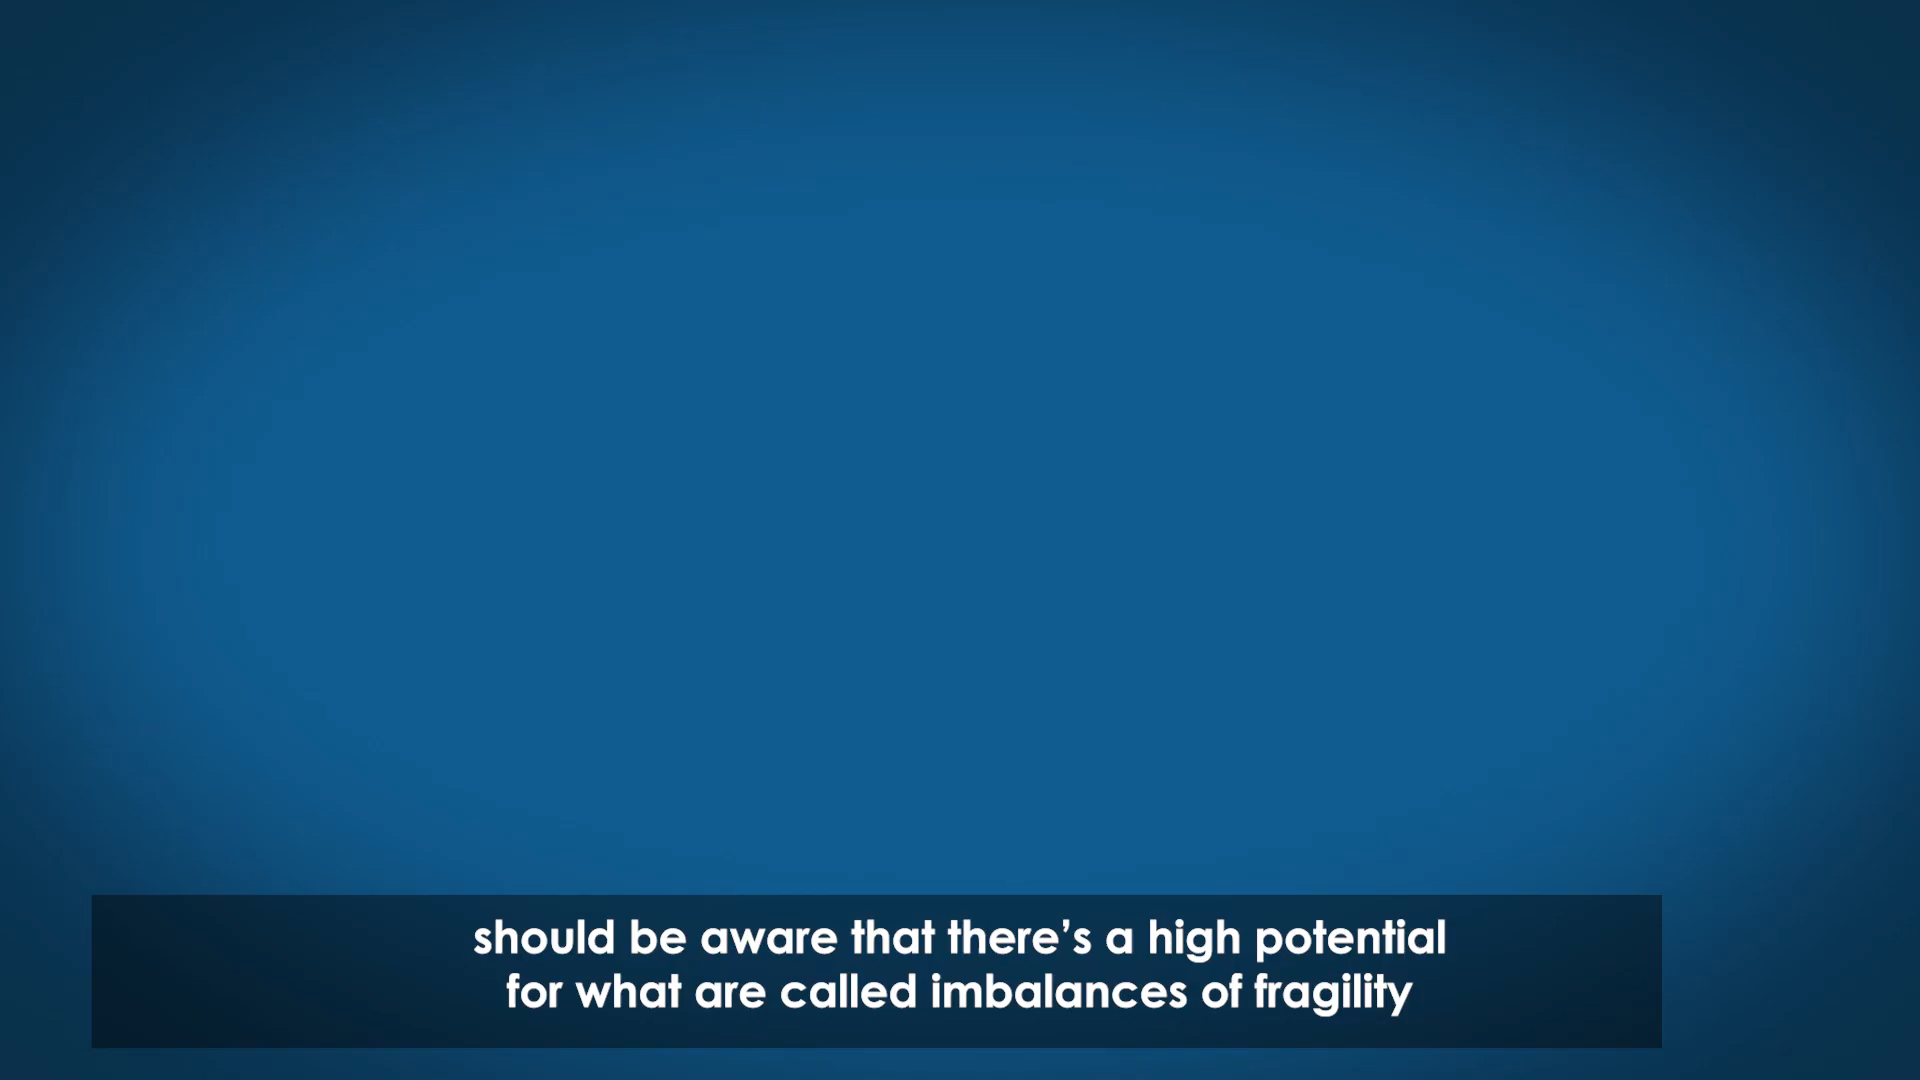 should be aware that there’s a high potential
for what are called imbalances of fragility